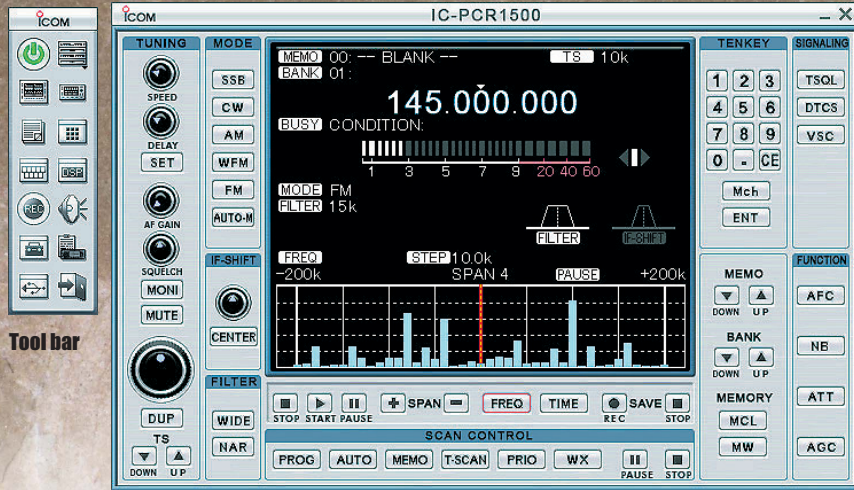 ICOM
DSP
REC
Tool bar
ICOM IC-PCR1500
TUNING
SPEED
DELAY
SET
AF GAIN
SQUELCH
MONI
MUTE
DUP
TS
DOWN UP
MODE
SSB
CW
AM
WFM
FM
AUTO-M
IF-SHIFT
CENTER
FILTER
WIDE
NAR
MEMO 00: -- BLANK -- TS 10k
BANK 01:
145.000.000
BUSY CONDITION:
1 3 5 7 9 20 40 60
MODE FM
FILTER 15k
FILTER IF-SHIFT
FREQ STEP 10.0k
-200k SPAN 4 PAUSE +200k
SPAN FREQ TIME SAVE
STOP START PAUSE REC STOP
SCAN CONTROL
PROG AUTO MEMO T-SCAN PRIO WX
PAUSE STOP
TENKEY
1 2 3
4 5 6
7 8 9
0 . CE
Mch
ENT
MEMO
DOWN UP
BANK
DOWN UP
MEMORY
MCL
MW
SIGNALING
TSQL
DTCS
VSC
FUNCTION
AFC
NB
ATT
AGC